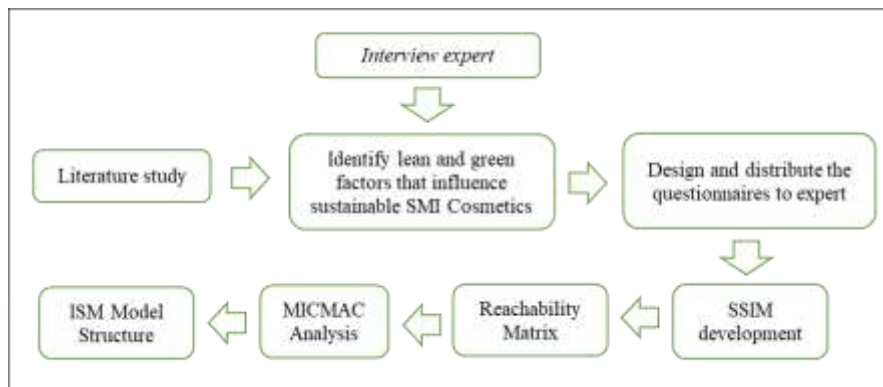 Interview expert
Literature study
Identify lean and green
factors that influence
sustainable SMI Cosmetics
Design and distribute the
questionnaires to expert
SSIM
development
Reachability
Matrix
MICMAC
Analysis
ISM Model
Structure